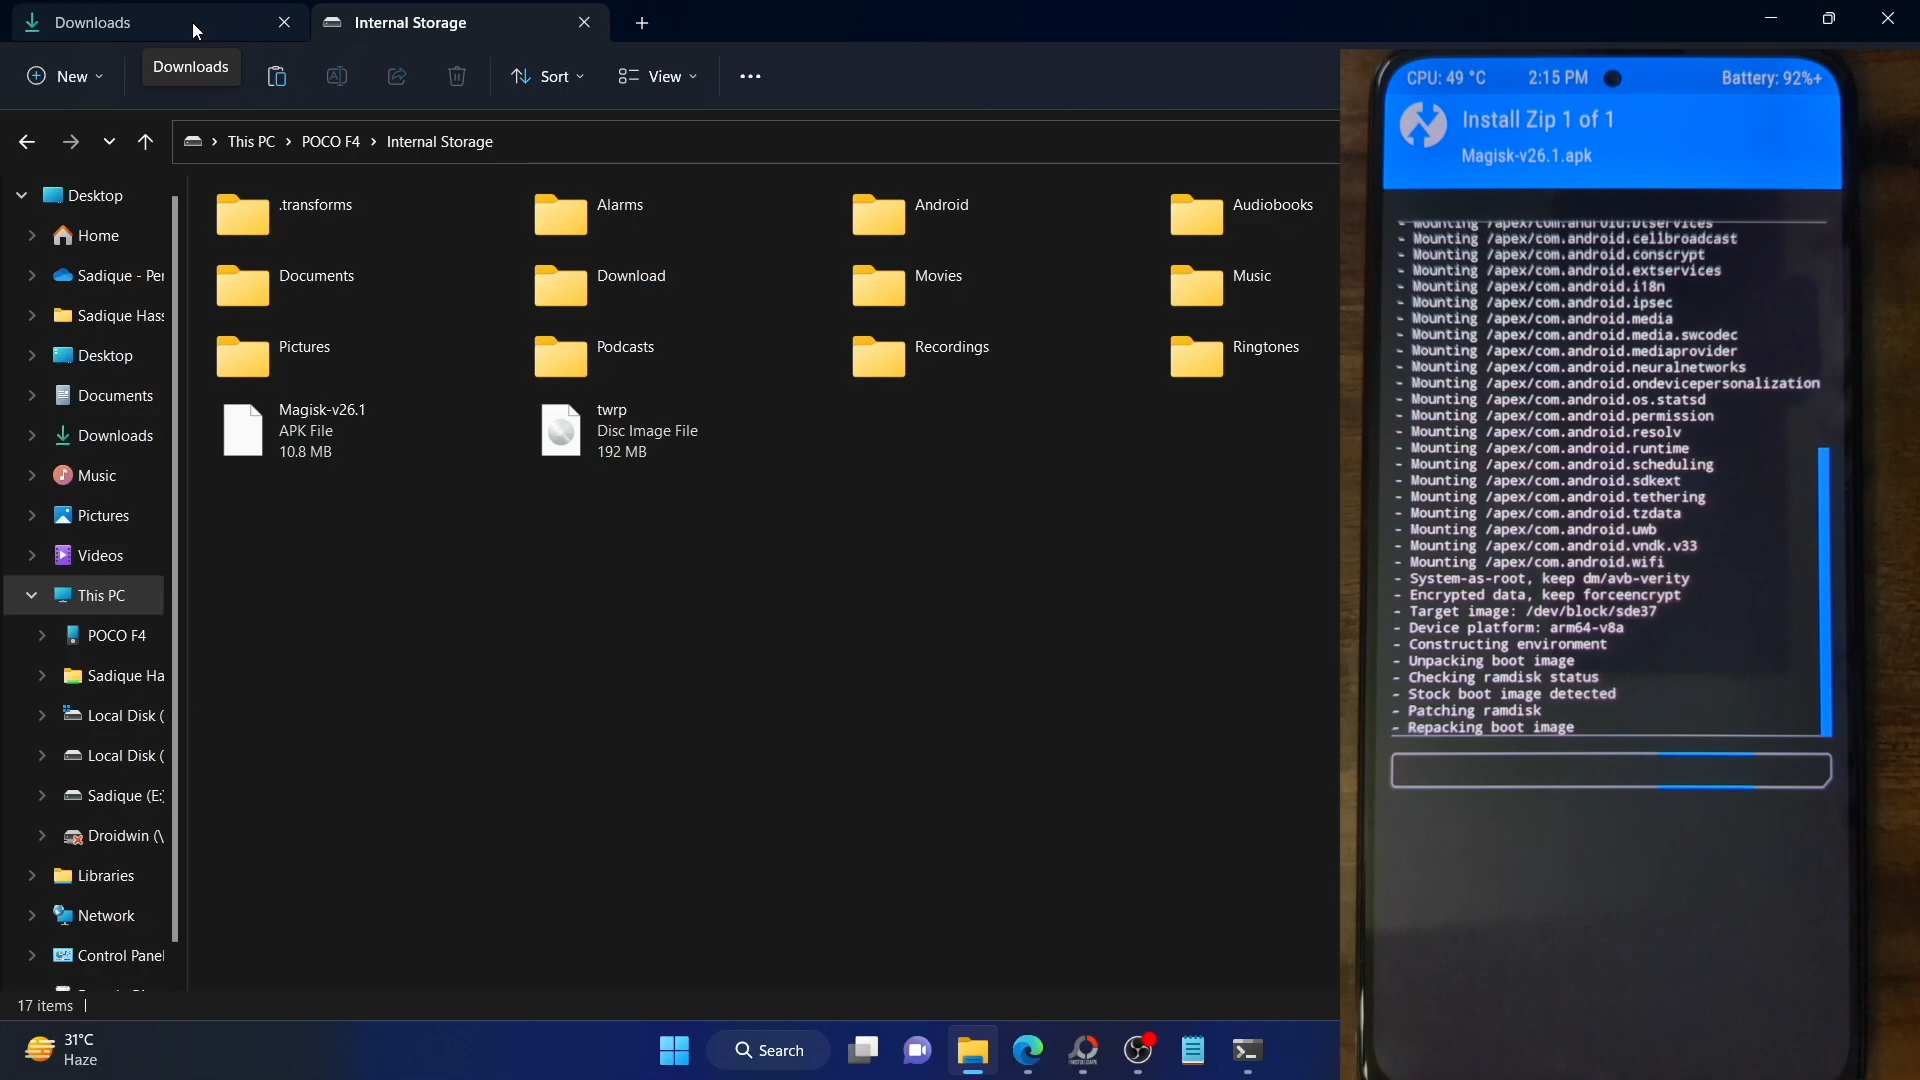 Downloads
Internal Storage
New
Downloads
Sort
View
This PC > POCO F4 > Internal Storage
Desktop
Home
Sadique - Per
Sadique Hass
Desktop
Documents
Downloads
Music
Pictures
Videos
This PC
POCO F4
Sadique Ha
Local Disk (
Local Disk (
Sadique (E:)
Droidwin (\
Libraries
Network
Control Panel
.transforms
Alarms
Android
Audiobooks
Documents
Download
Movies
Music
Pictures
Podcasts
Recordings
Ringtones
Magisk-v26.1
APK File
10.8 MB
twrp
Disc Image File
192 MB
17 items
31°C
Haze
Search
CPU: 49 °C 2:15 PM Battery: 92%+
Install Zip 1 of 1
Magisk-v26.1.apk
- Mounting /apex/com.android.btservices
- Mounting /apex/com.android.cellbroadcast
- Mounting /apex/com.android.conscrypt
- Mounting /apex/com.android.extservices
- Mounting /apex/com.android.i18n
- Mounting /apex/com.android.ipsec
- Mounting /apex/com.android.media
- Mounting /apex/com.android.media.swcodec
- Mounting /apex/com.android.mediaprovider
- Mounting /apex/com.android.neuralnetworks
- Mounting /apex/com.android.ondevicepersonalization
- Mounting /apex/com.android.os.statsd
- Mounting /apex/com.android.permission
- Mounting /apex/com.android.resolv
- Mounting /apex/com.android.runtime
- Mounting /apex/com.android.scheduling
- Mounting /apex/com.android.sdkext
- Mounting /apex/com.android.tethering
- Mounting /apex/com.android.tzdata
- Mounting /apex/com.android.uwb
- Mounting /apex/com.android.vndk.v33
- Mounting /apex/com.android.wifi
- System-as-root, keep dm/avb-verity
- Encrypted data, keep forceencrypt
- Target image: /dev/block/sde37
- Device platform: arm64-v8a
- Constructing environment
- Unpacking boot image
- Checking ramdisk status
- Stock boot image detected
- Patching ramdisk
- Repacking boot image